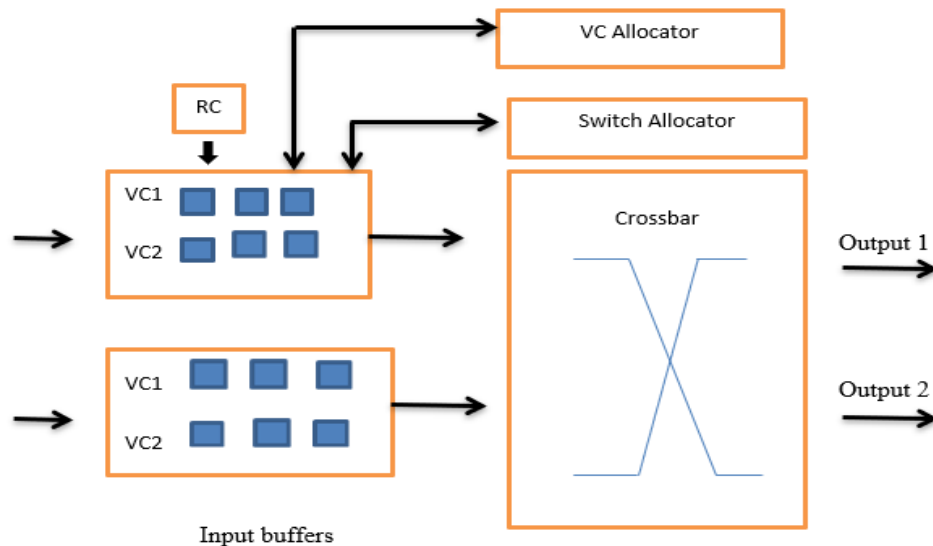 VC Allocator
RC
Switch Allocator
VC1
VC2
Crossbar
Output 1
VC1
VC2
Output 2
Input buffers